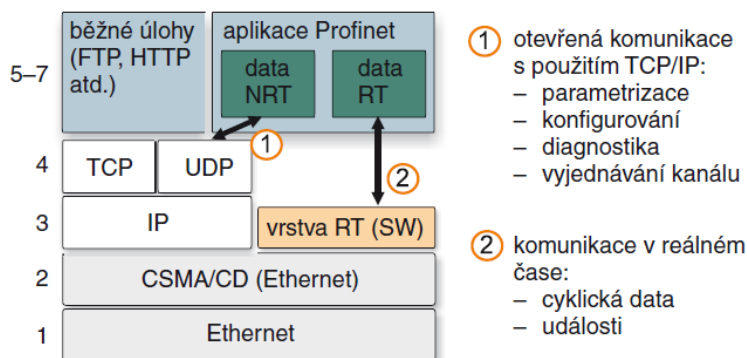 běžné úlohy
(FTP, HTTP
atd.)
aplikace Profinet
data
NRT
data
RT
5–7
1
4
TCP
UDP
2
3
IP
vrstva RT (SW)
2
CSMA/CD (Ethernet)
1
Ethernet
1 otevřená komunikace
s použitím TCP/IP:
– parametrizace
– konfigurování
– diagnostika
– vyjednávání kanálu
2 komunikace v reálném
čase:
– cyklická data
– události